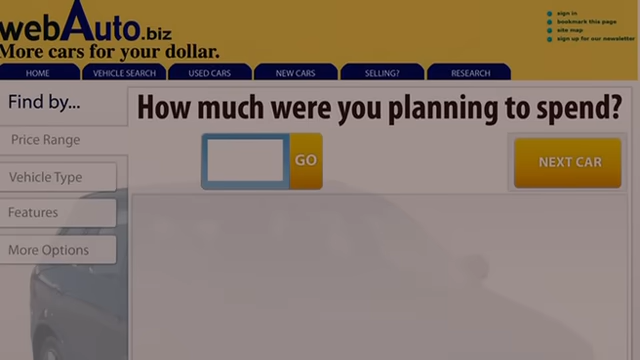 webAuto.biz
More cars for your dollar.
sign in
bookmark this page
site map
sign up for our newsletter
HOME
VEHICLE SEARCH
USED CARS
NEW CARS
SELLING?
RESEARCH
Find by...
How much were you planning to spend?
Price Range
GO
NEXT CAR
Vehicle Type
Features
More Options